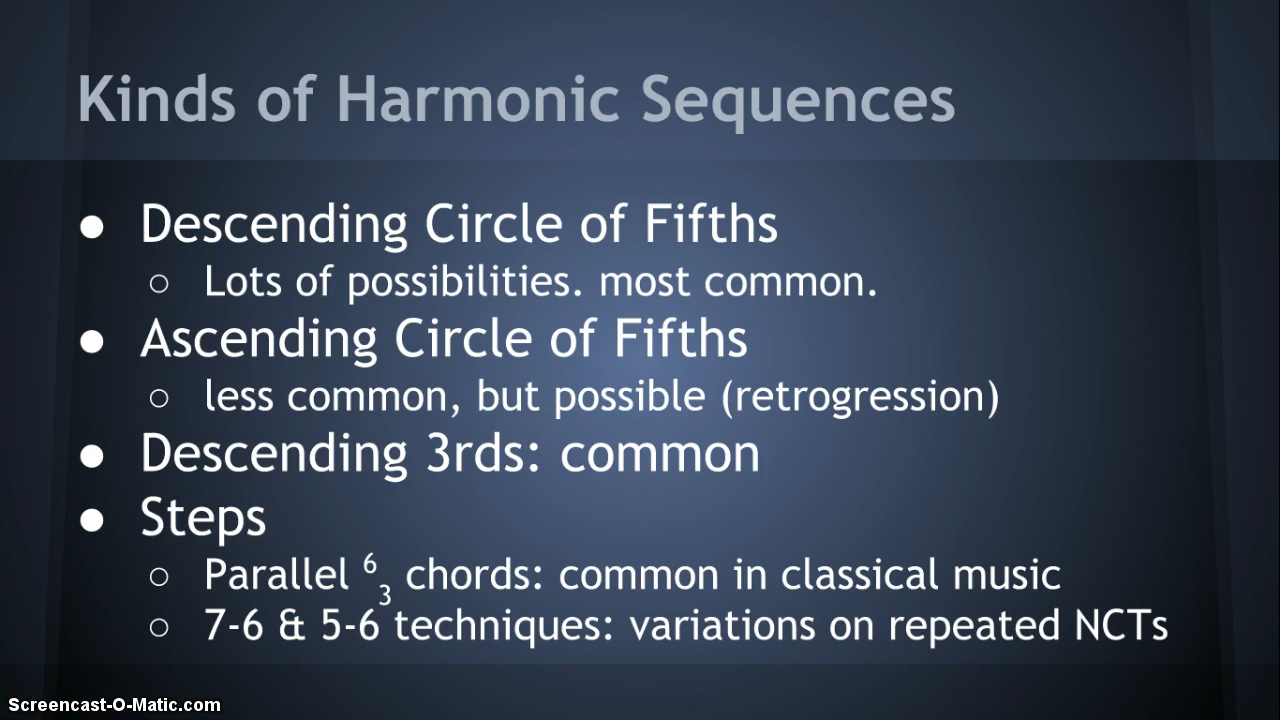 Kinds of Harmonic Sequences
● Descending Circle of Fifths
○ Lots of possibilities. most common.
● Ascending Circle of Fifths
○ less common, but possible (retrogression)
● Descending 3rds: common
● Steps
○ Parallel ⁶₃ chords: common in classical music
○ 7-6 & 5-6 techniques: variations on repeated NCTs
Screencast-O-Matic.com